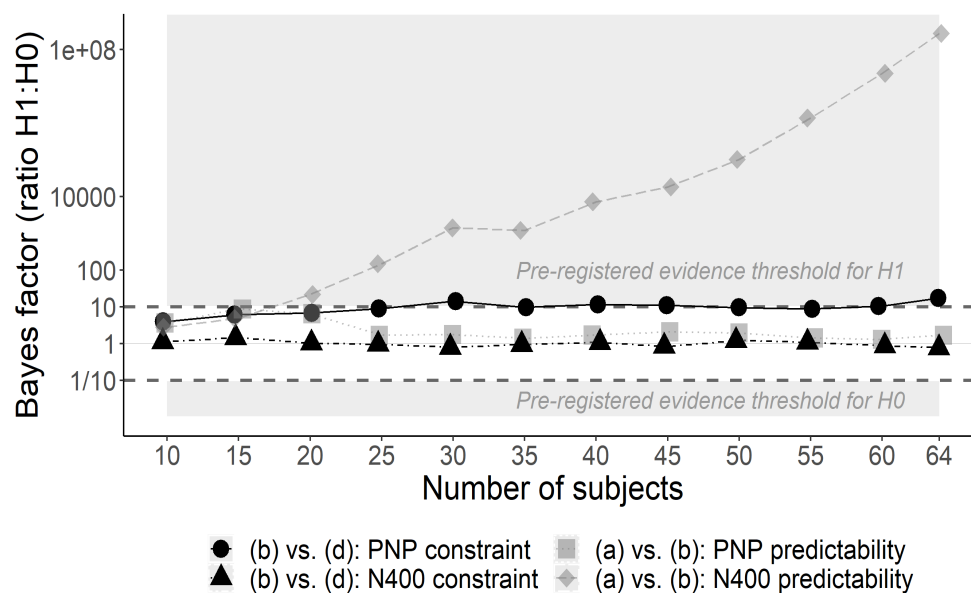 Bayes factor (ratio H1:H0)
1e+08
10000
100
10
1
1/10
Pre-registered evidence threshold for H1
Pre-registered evidence threshold for H0
10 15 20 25 30 35 40 45 50 55 60 64
Number of subjects
(b) vs. (d): PNP constraint (a) vs. (b): PNP predictability
(b) vs. (d): N400 constraint (a) vs. (b): N400 predictability